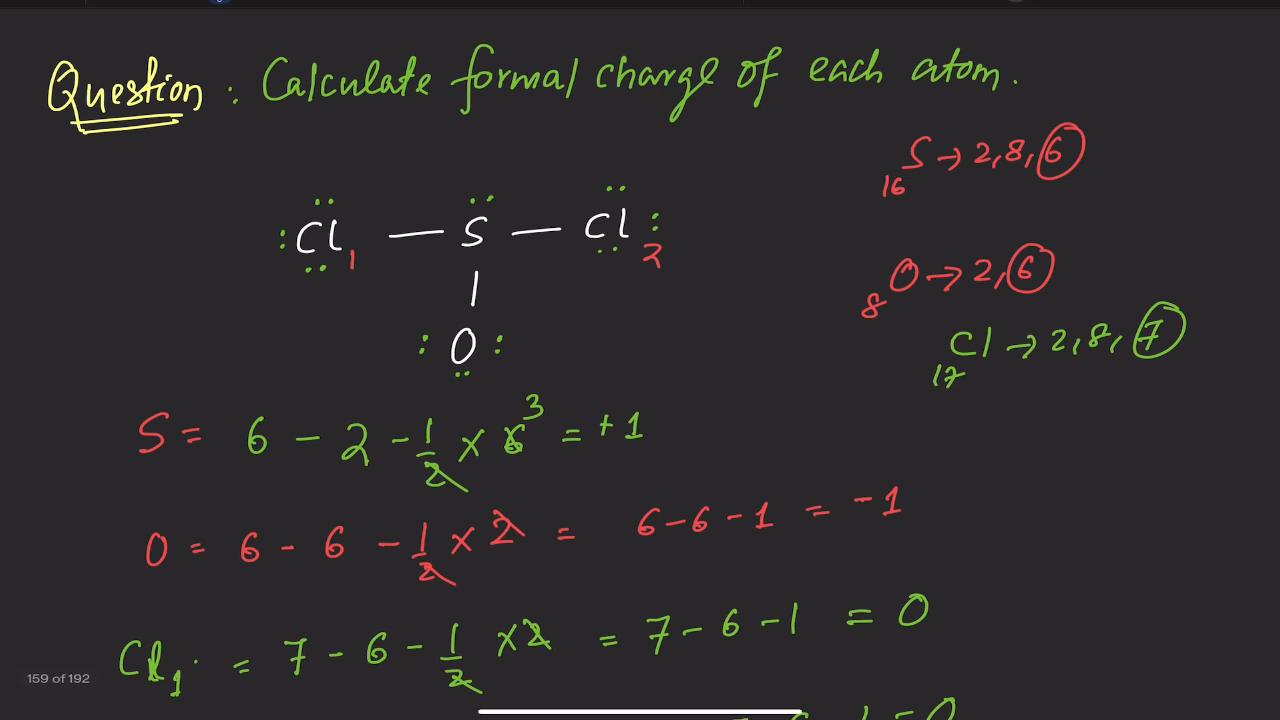 Question : Calculate formal charge of each atom.
16S → 2,8,6
:Cl1 — S — Cl:2
8O → 2,6
:O:
17Cl → 2,8,7
S = 6 - 2 - 1/2 × 6 3 = +1
O = 6 - 6 - 1/2 × 2 = 6-6-1 = -1
Cl1 = 7 - 6 - 1/2 × 2 = 7-6-1 = 0
159 of 192